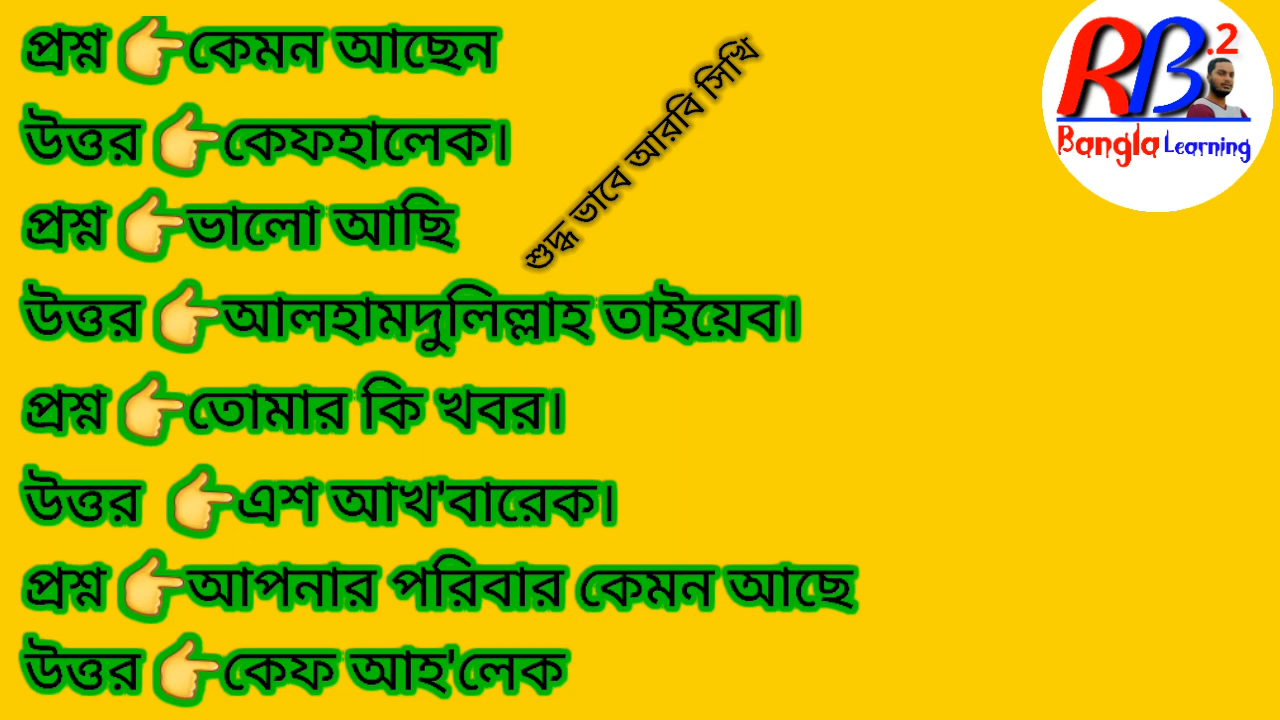 প্রশ্ন 👉কেমন আছেন
উত্তর 👉কেফহালেক।
প্রশ্ন 👉ভালো আছি
উত্তর 👉আলহামদুলিল্লাহ তাইয়েব।
প্রশ্ন 👉তোমার কি খবর।
উত্তর 👉এশ আখ'বারেক।
প্রশ্ন 👉আপনার পরিবার কেমন আছে
উত্তর 👉কেফ আহ'লেক
শুদ্ধ ভাবে আরবি সিখি
RB.2
Bangla Learning